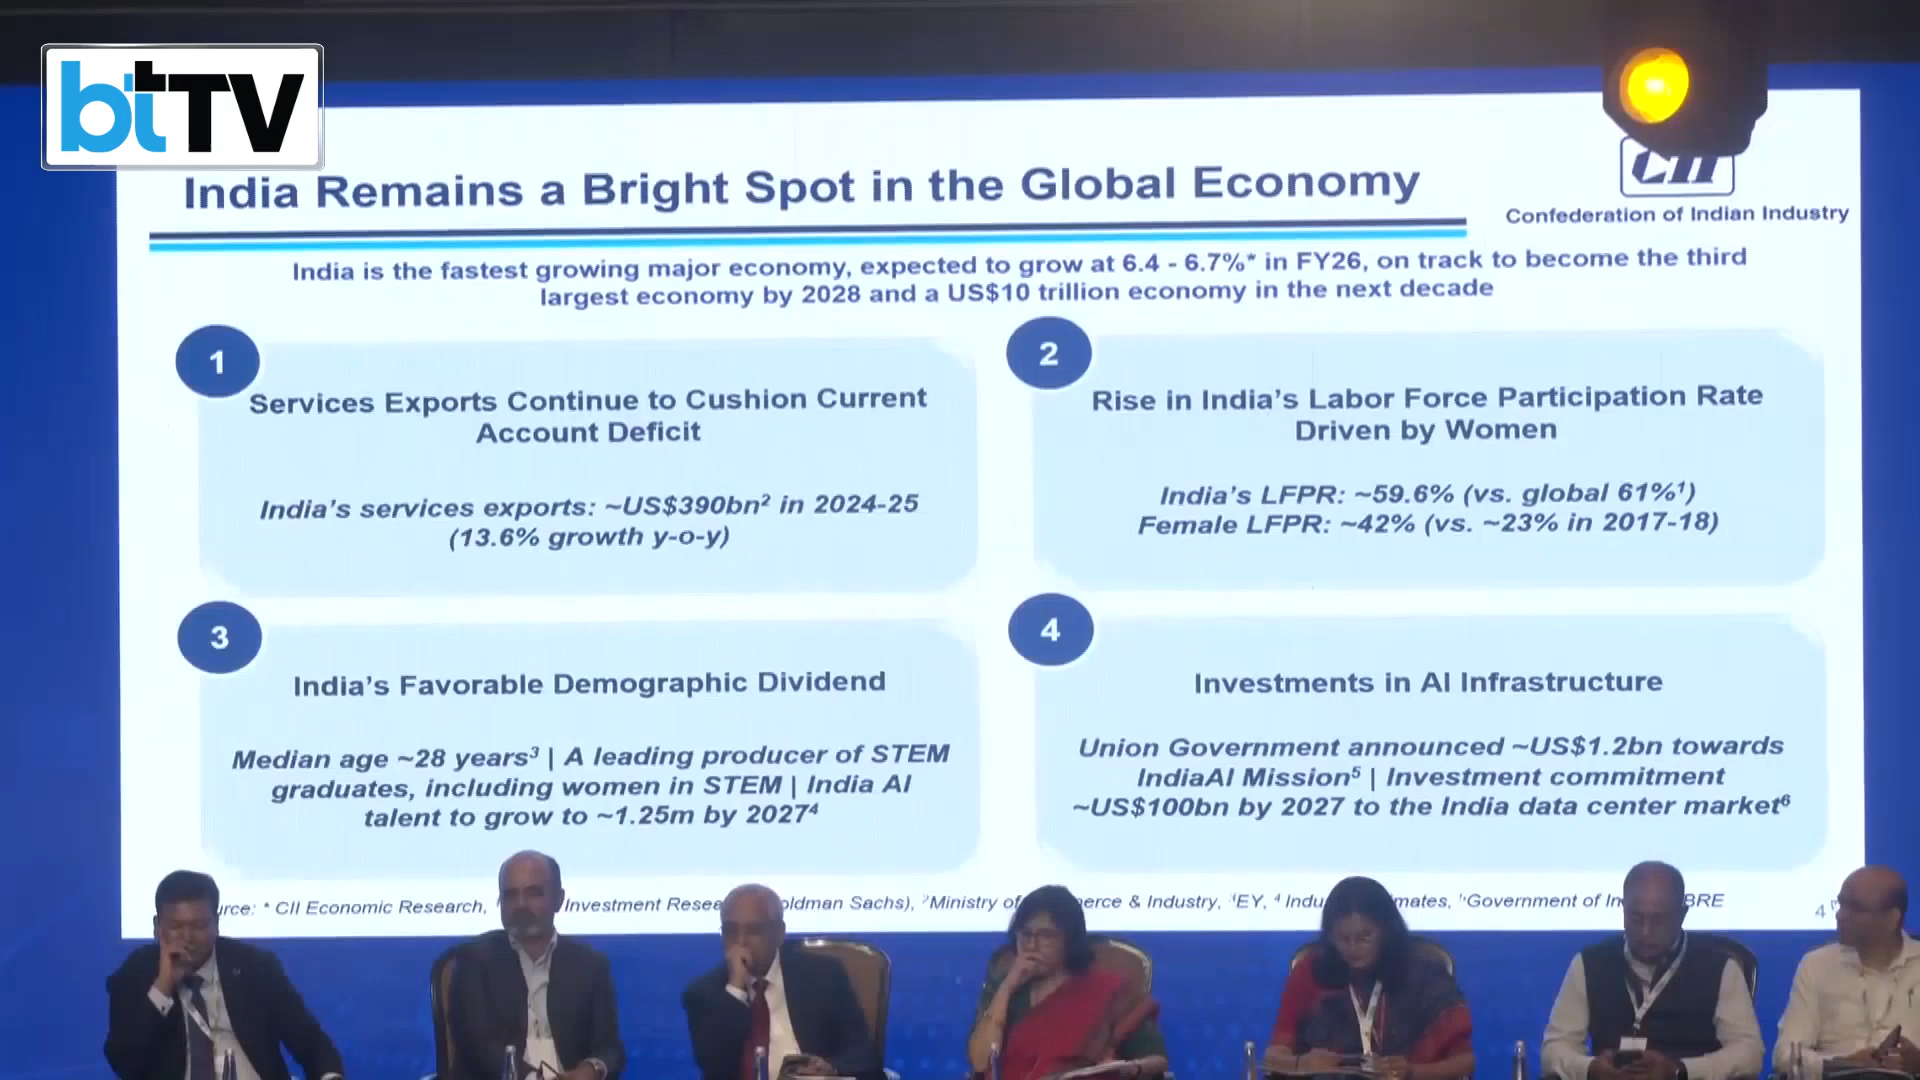 btTV
India Remains a Bright Spot in the Global Economy
CII
Confederation of Indian Industry
India is the fastest growing major economy, expected to grow at 6.4 - 6.7%* in FY26, on track to become the third
largest economy by 2028 and a US$10 trillion economy in the next decade
1
Services Exports Continue to Cushion Current
Account Deficit
India's services exports: ~US$390bn² in 2024-25
(13.6% growth y-o-y)
2
Rise in India's Labor Force Participation Rate
Driven by Women
India's LFPR: ~59.6% (vs. global 61%¹)
Female LFPR: ~42% (vs. ~23% in 2017-18)
3
India's Favorable Demographic Dividend
Median age ~28 years³ | A leading producer of STEM
graduates, including women in STEM | India AI
talent to grow to ~1.25m by 2027⁴
4
Investments in AI Infrastructure
Union Government announced ~US$1.2bn towards
IndiaAI Mission⁵ | Investment commitment
~US$100bn by 2027 to the India data center market⁶
* CII Economic Research, Investment Sachs), ²Ministry of & Industry, ³EY, ⁴ Government of BRE
4